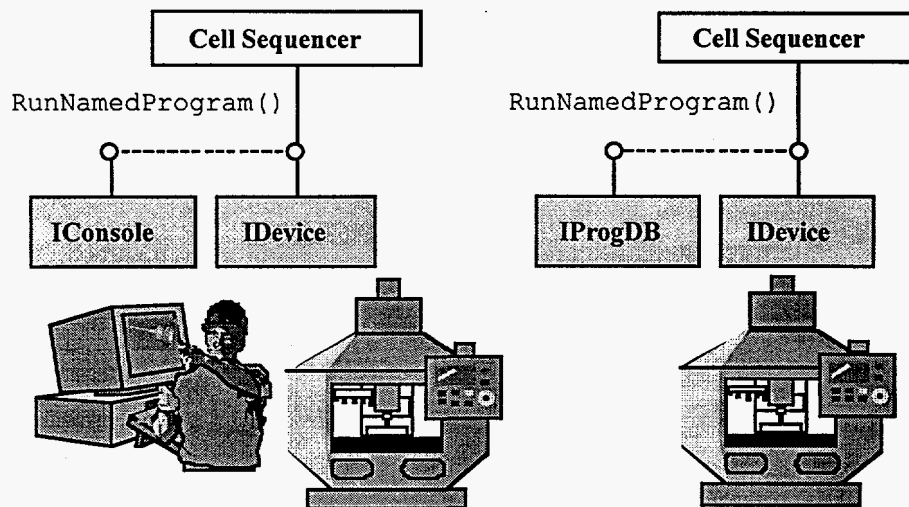 Cell Sequencer
RunNamedProgram()
IConsole
IDevice
Cell Sequencer
RunNamedProgram()
IProgDB
IDevice